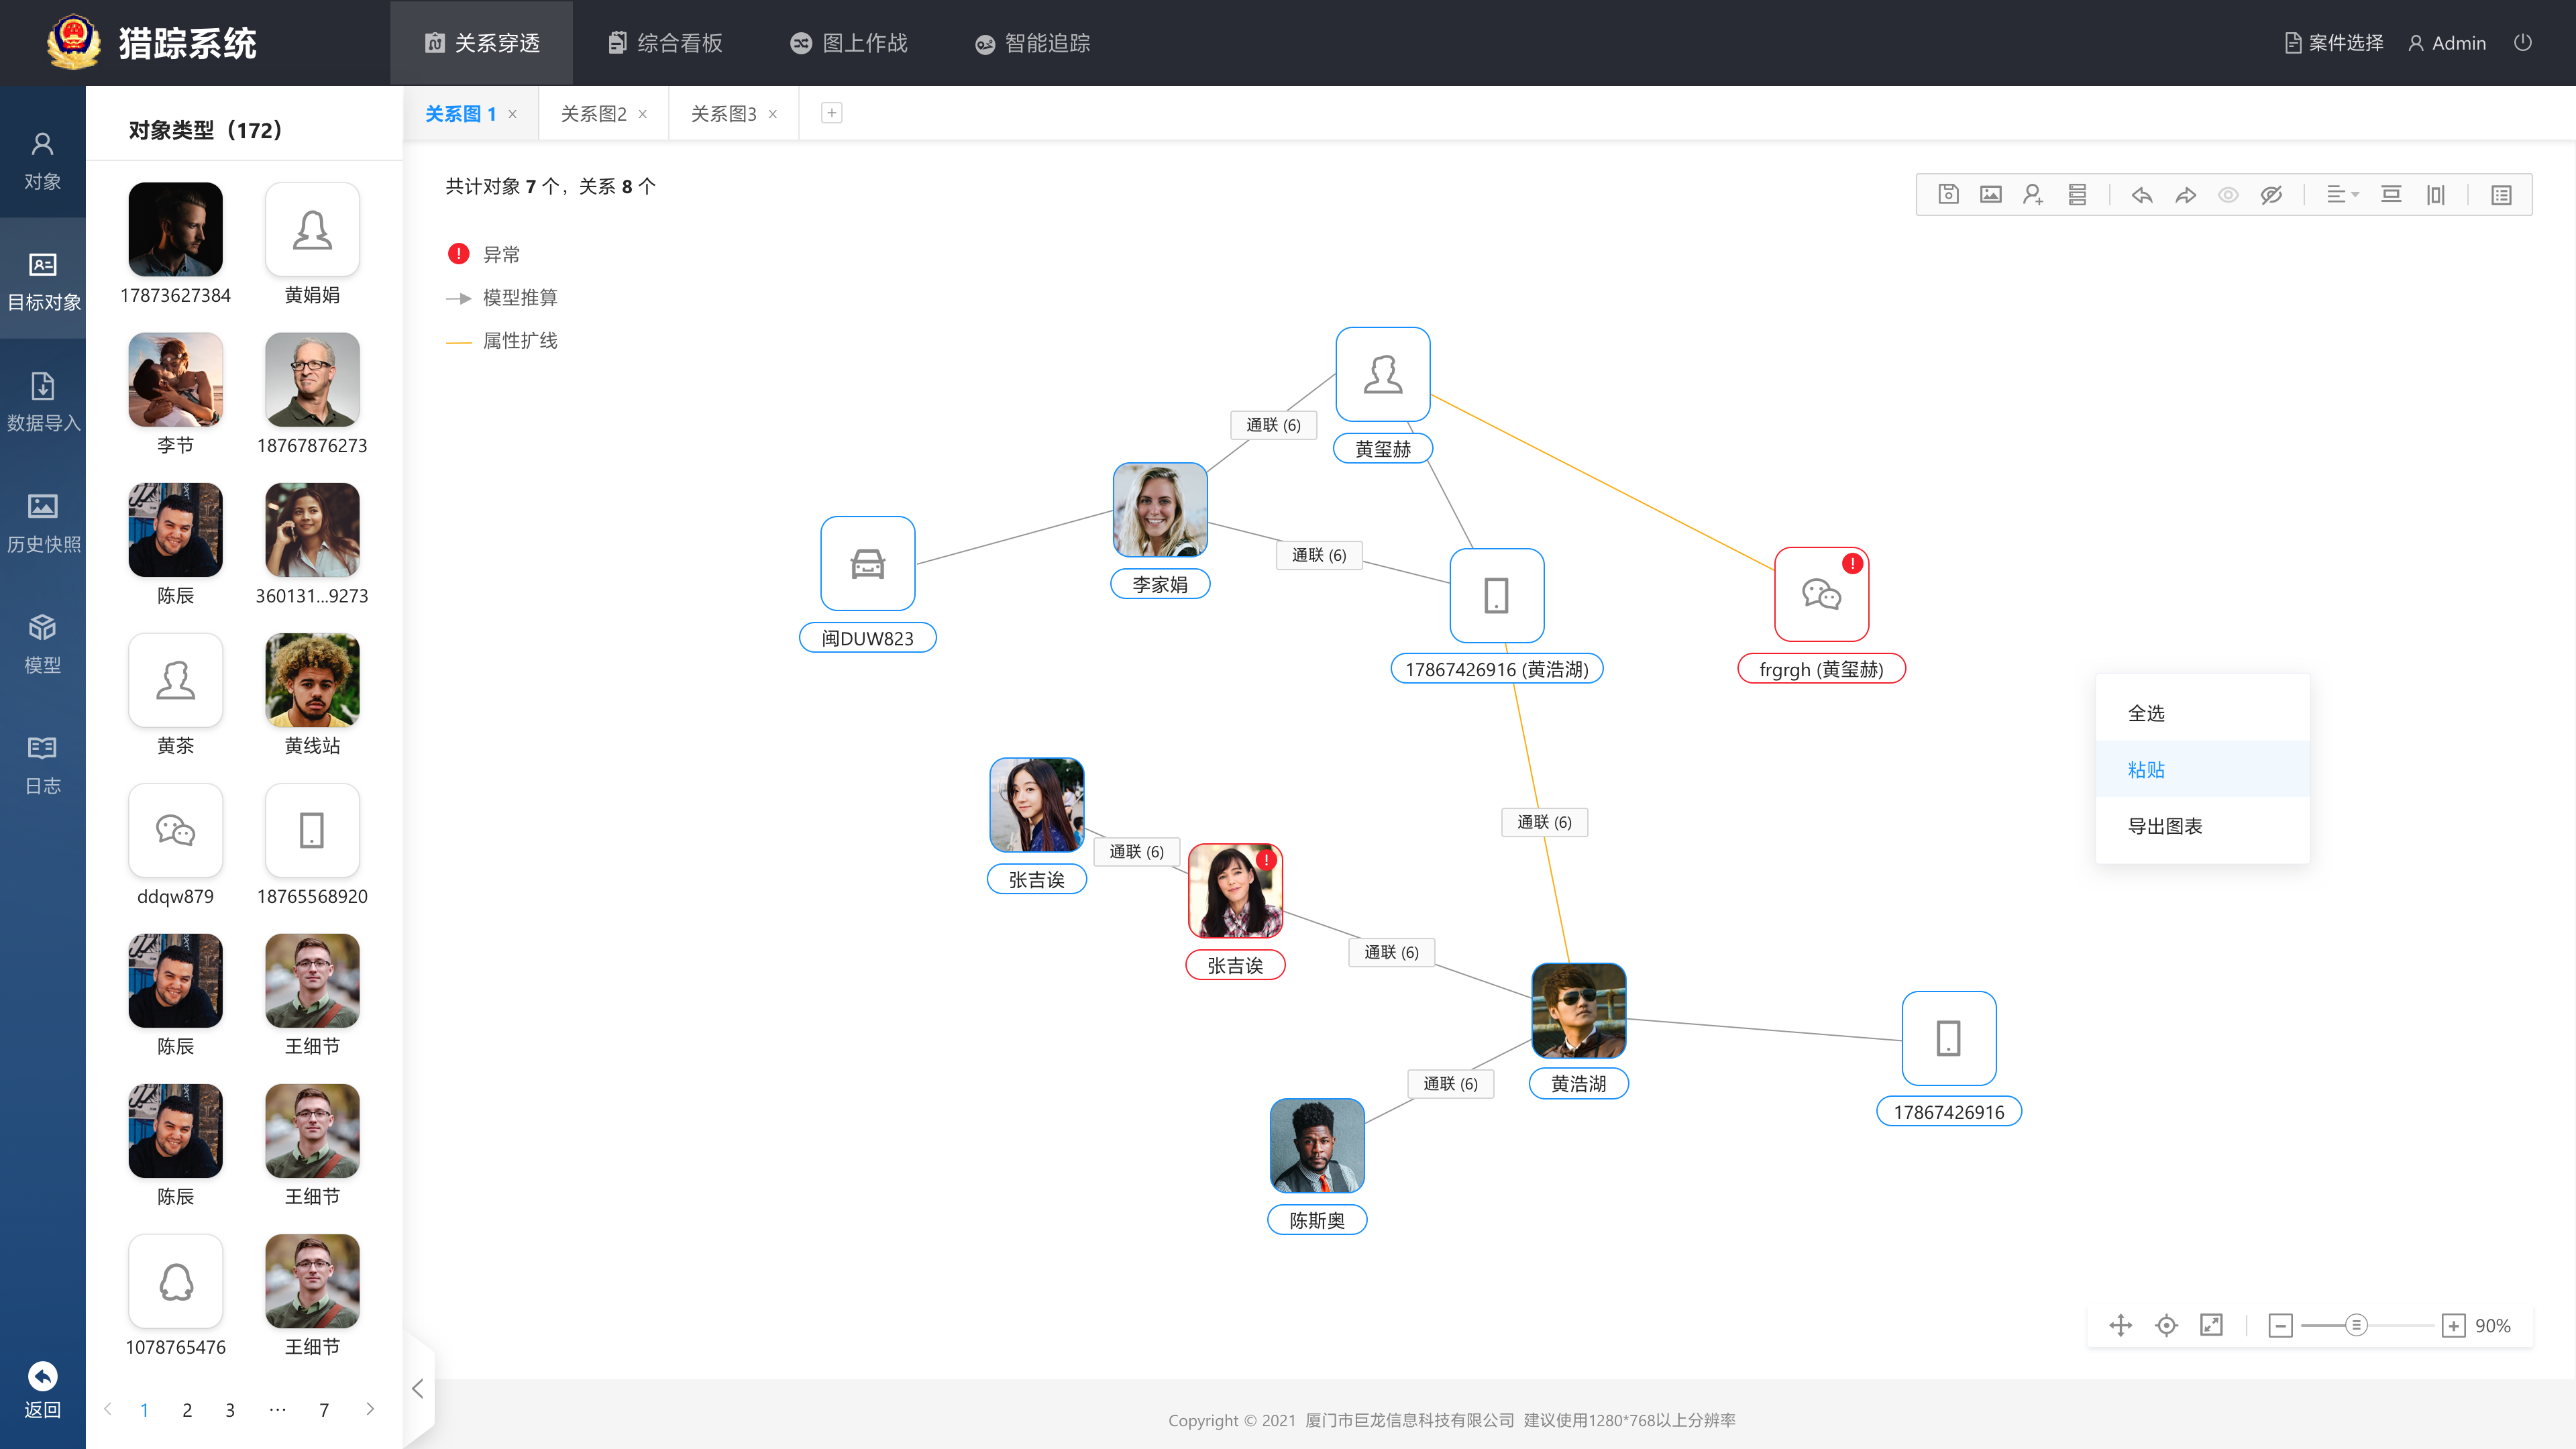 猎踪系统
关系穿透
综合看板
图上作战
智能追踪
案件选择
Admin
对象
目标对象
数据导入
历史快照
模型
日志
返回
对象类型（172）
17873627384
黄娟娟
李节
18767876273
陈辰
360131...9273
黄茶
黄线站
ddqw879
18765568920
陈辰
王细节
陈辰
王细节
1078765476
王细节
1 2 3 ··· 7
关系图 1
关系图2
关系图3
共计对象 7 个，关系 8 个
异常
模型推算
属性扩线
黄玺赫
通联 (6)
李家娟
通联 (6)
闽DUW823
17867426916 (黄浩湖)
frgrgh (黄玺赫)
全选
粘贴
导出图表
通联 (6)
张吉诶
通联 (6)
张吉诶
通联 (6)
黄浩湖
通联 (6)
17867426916
陈斯奥
90%
Copyright © 2021 厦门市巨龙信息科技有限公司 建议使用1280*768以上分辨率